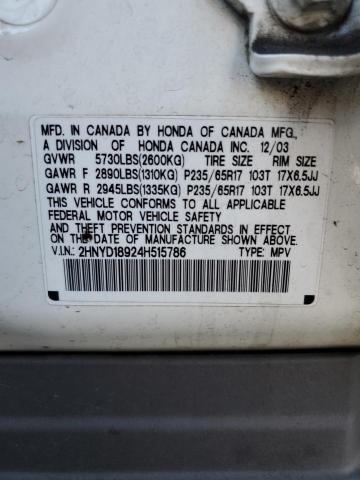 MFD. IN CANADA BY HONDA OF CANADA MFG.,
A DIVISION OF HONDA CANADA INC. 12/03
GVWR 5730LBS(2600KG) TIRE SIZE RIM SIZE
GAWR F 2890LBS(1310KG) P235/65R17 103T 17X6.5JJ
GAWR R 2945LBS(1335KG) P235/65R17 103T 17X6.5JJ
THIS VEHICLE CONFORMS TO ALL APPLICABLE
FEDERAL MOTOR VEHICLE SAFETY
AND THEFT PREVENTION STANDARDS IN EFFECT
ON THE DATE OF MANUFACTURE SHOWN ABOVE.
V.I.N.: 2HNYD18924H515786 TYPE: MPV